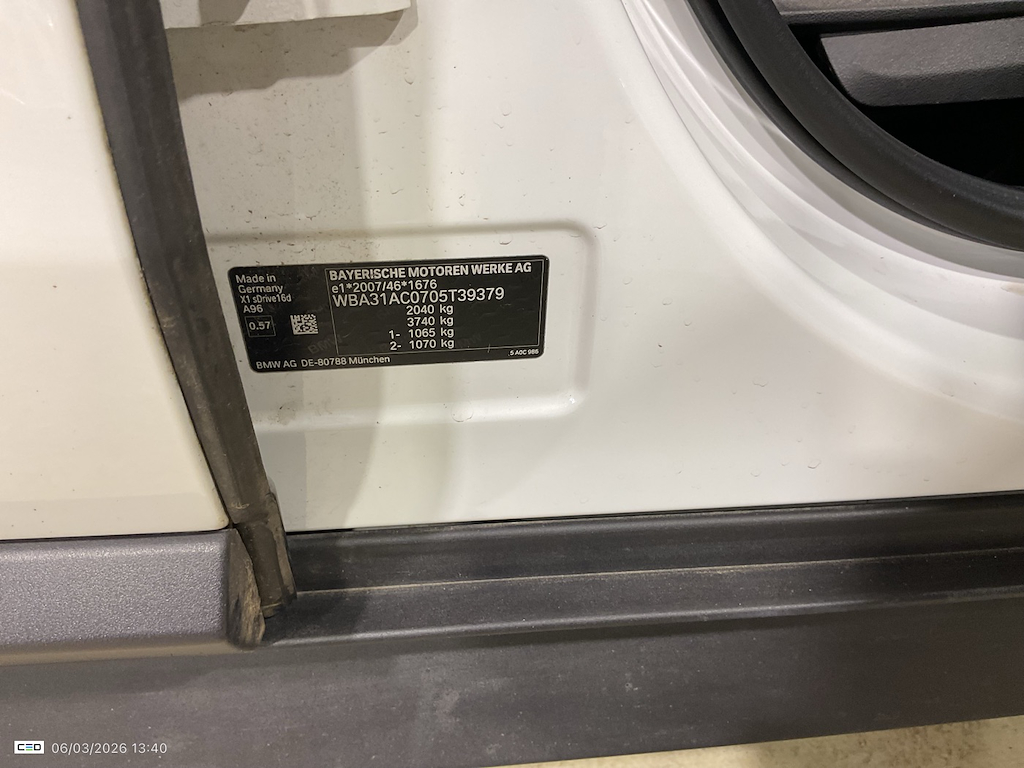 Made in
Germany
X1 sDrive16d
A96
0.57
BAYERISCHE MOTOREN WERKE AG
e1*2007/46*1676
WBA31AC0705T39379
2040 kg
3740 kg
1- 1065 kg
2- 1070 kg
BMW AG DE-80788 München
5 A0C 986
CEO 06/03/2026 13:40